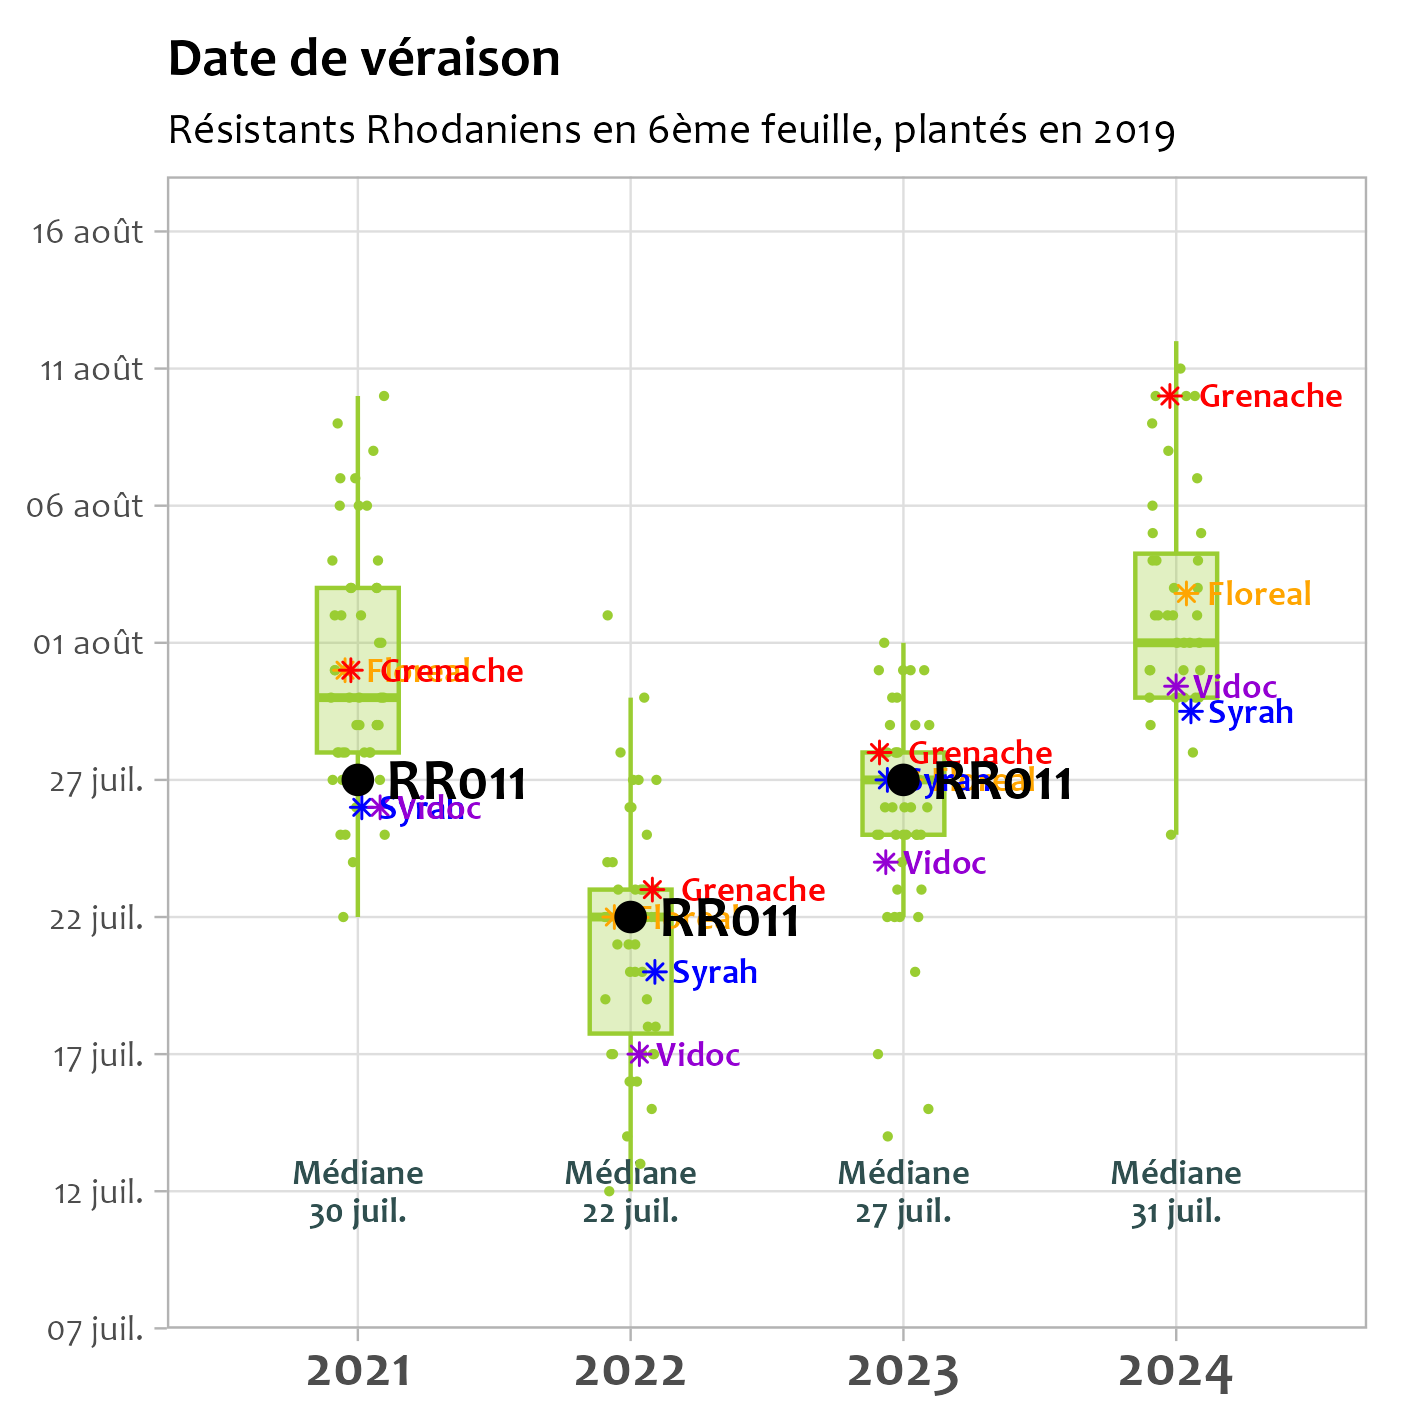 Date de véraison
Résistants Rhodaniens en 6ème feuille, plantés en 2019
16 août
11 août
06 août
01 août
27 juil.
22 juil.
17 juil.
12 juil.
07 juil.
Floreal
Grenache
RR011
Syrah
Vidoc
Grenache
Floreal
RR011
Syrah
Vidoc
Grenache
Syrah
Floreal
RR011
Vidoc
Grenache
Floreal
Vidoc
Syrah
Médiane
30 juil.
Médiane
22 juil.
Médiane
27 juil.
Médiane
31 juil.
2021
2022
2023
2024